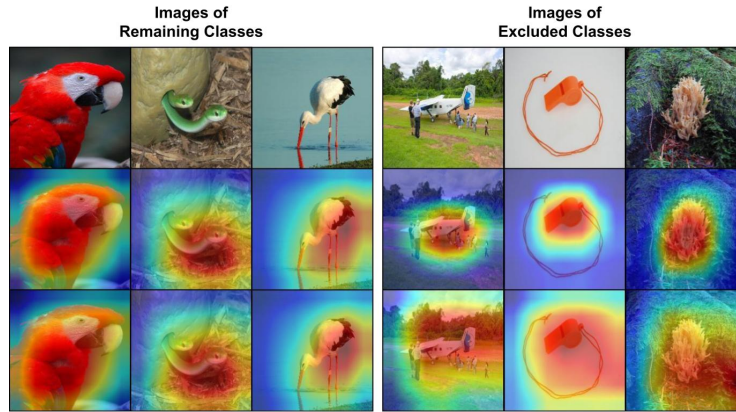 Images of
Remaining Classes
Images of
Excluded Classes